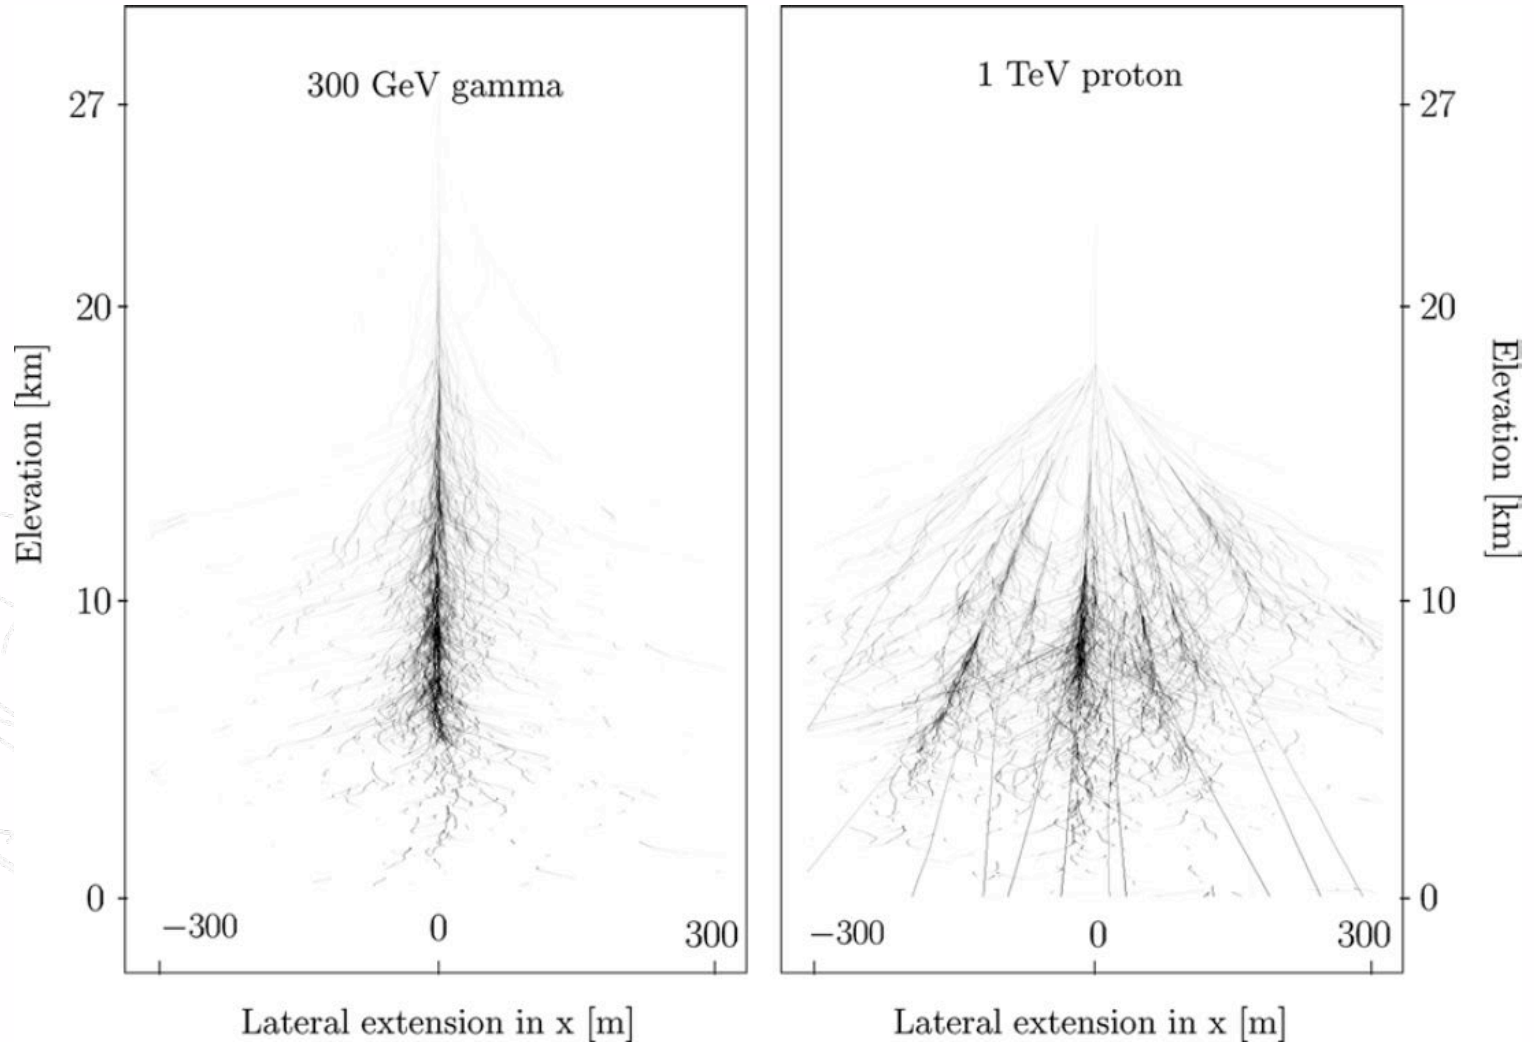 300 GeV gamma
1 TeV proton
27
20
10
0
Elevation [km]
−300
0
300
Lateral extension in x [m]
27
20
10
0
Elevation [km]
−300
0
300
Lateral extension in x [m]